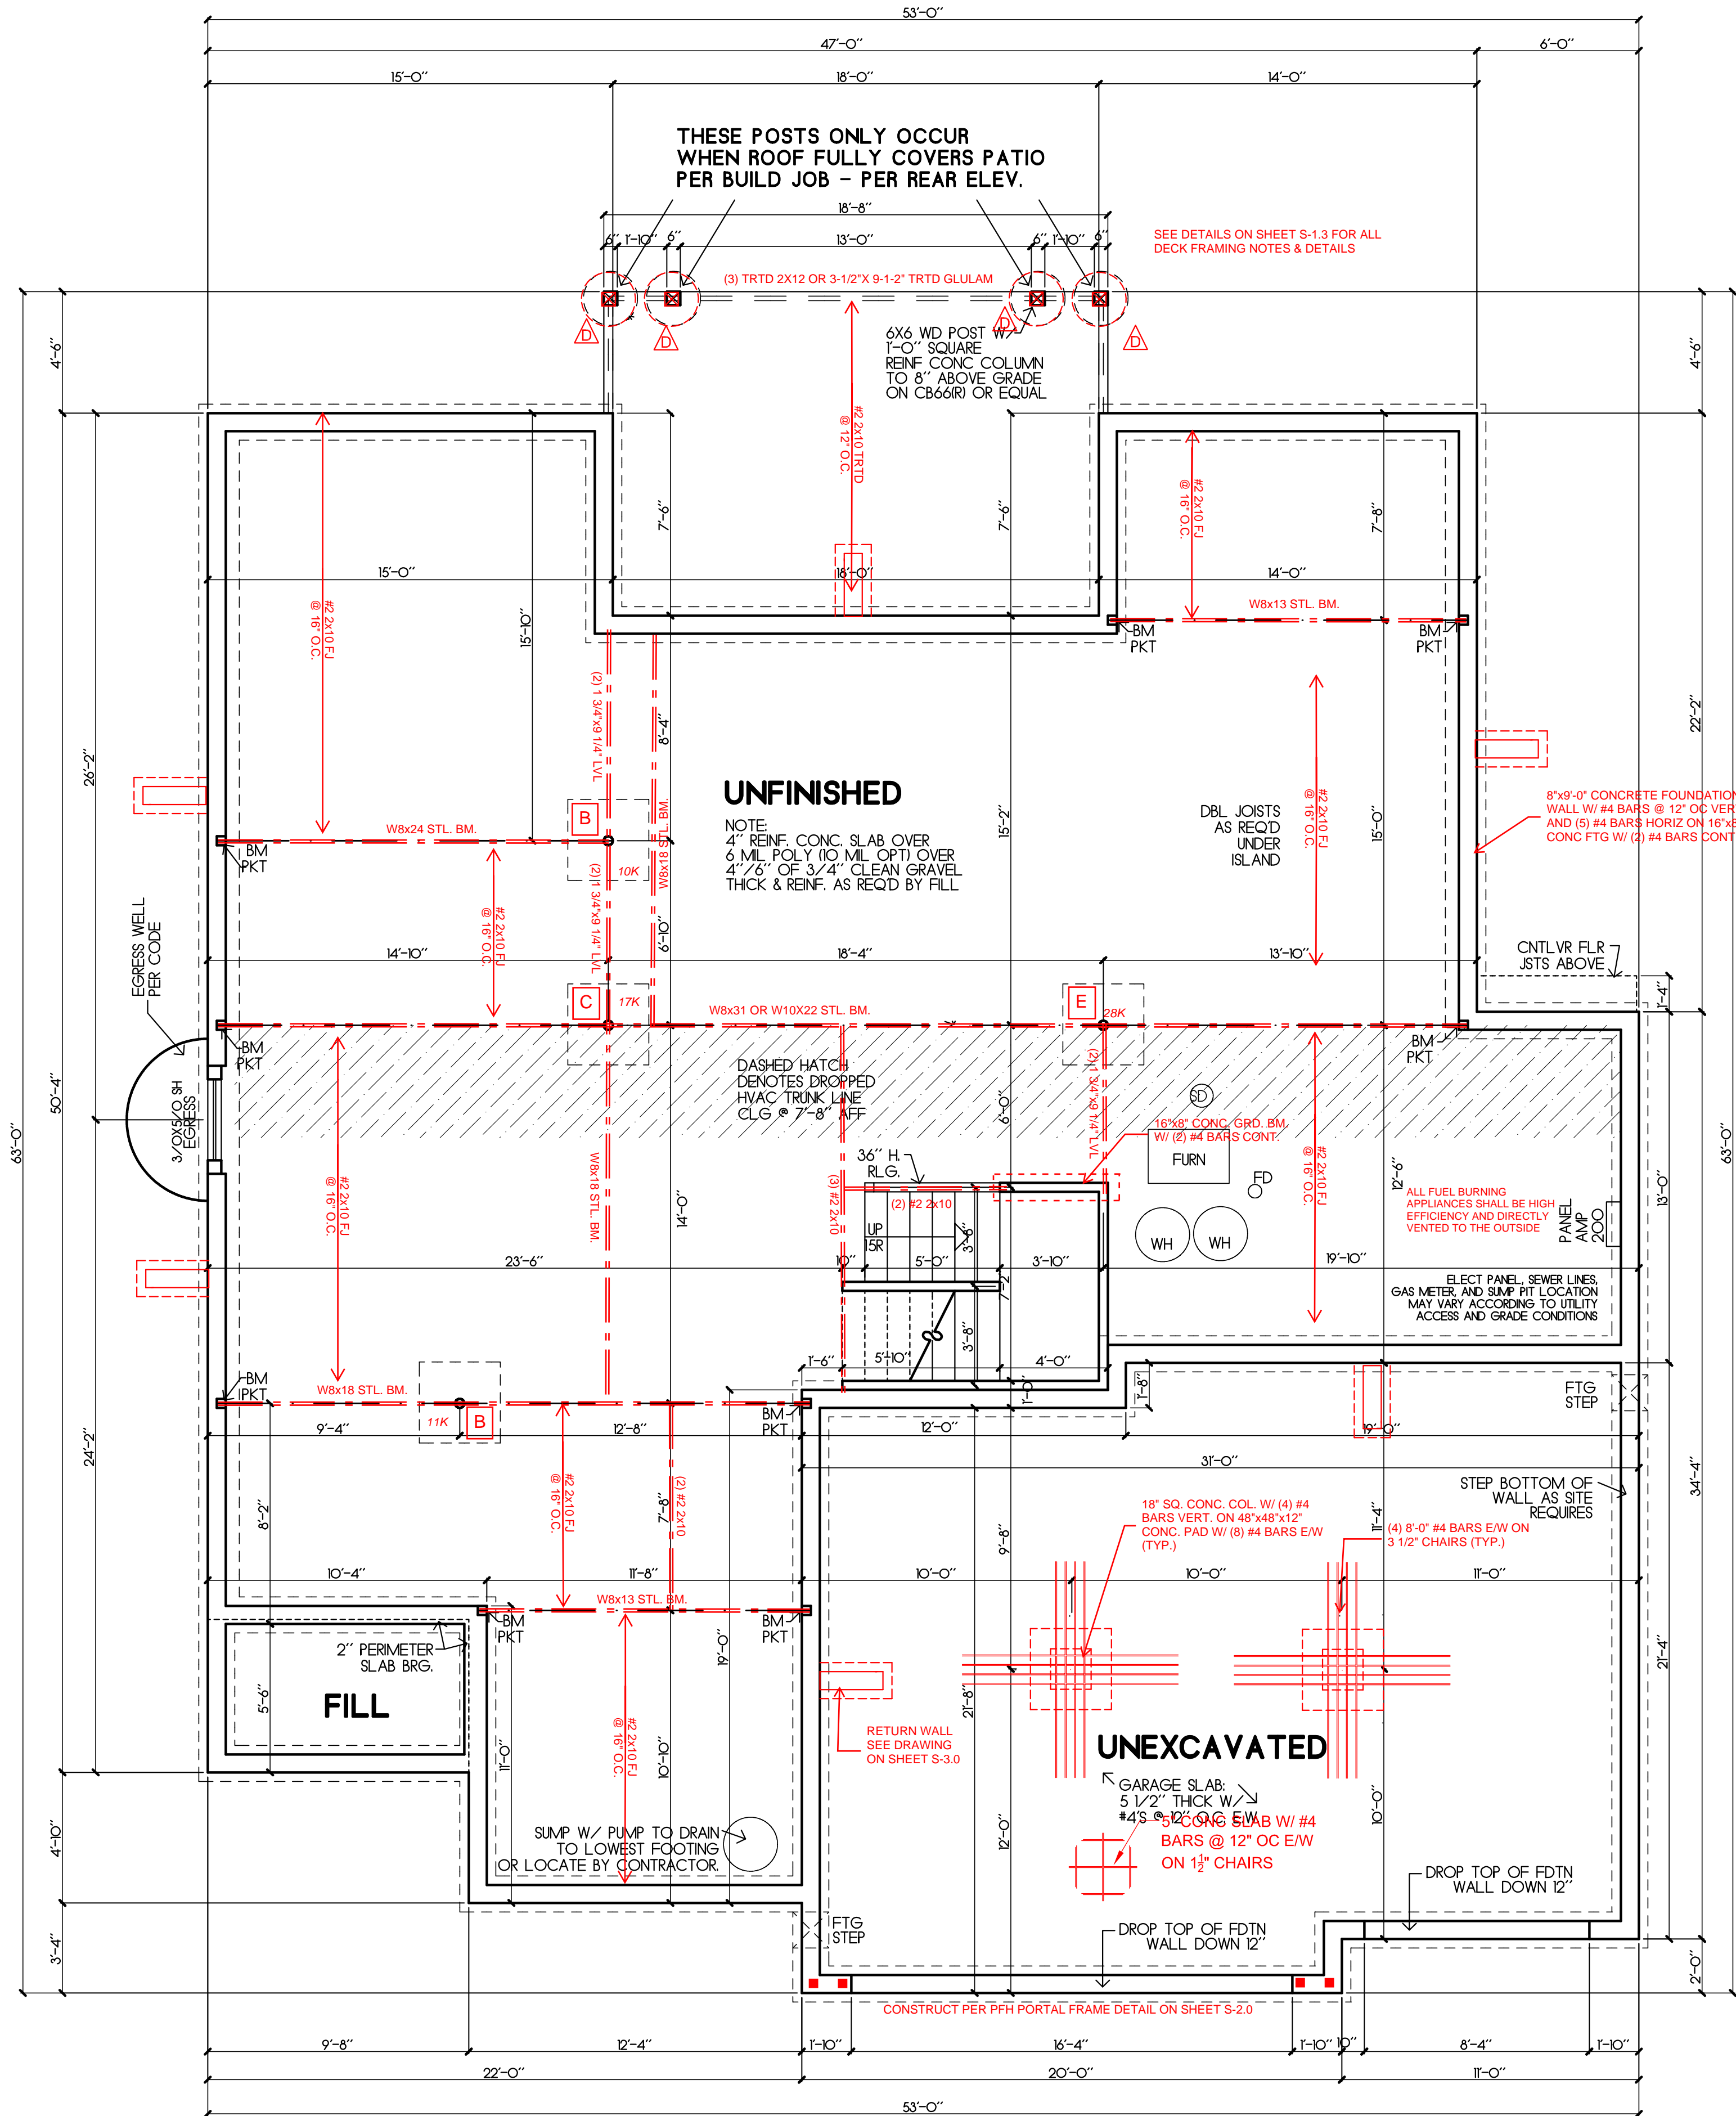 53'-0"
47'-0"
6'-0"
15'-0"
18'-0"
14'-0"
THESE POSTS ONLY OCCUR
WHEN ROOF FULLY COVERS PATIO
PER BUILD JOB - PER REAR ELEV.
18'-8"
6"
1'-10"
6"
13'-0"
6"
1'-10"
6"
SEE DETAILS ON SHEET S-1.3 FOR ALL
DECK FRAMING NOTES & DETAILS
(3) TRTD 2X12 OR 3-1/2"X 9-1-2" TRTD GLULAM
D
D
D
D
6X6 WD POST W/
1'-0" SQUARE
REINF CONC COLUMN
TO 8" ABOVE GRADE
ON CB66(R) OR EQUAL
4'-6"
4'-6"
#2 2x10 TRTD
@ 12" O.C.
#2 2x10 FJ
@ 16" O.C.
7'-6"
7'-6"
7'-8"
15'-0"
18'-0"
14'-0"
#2 2x10 FJ
@ 16" O.C.
15'-10"
W8x13 STL. BM.
BM
PKT
BM
PKT
(2) 1 3/4"x9 1/4" LVL
8'-4"
22'-2"
26'-2"
UNFINISHED
NOTE:
4" REINF. CONC. SLAB OVER
6 MIL POLY (10 MIL OPT) OVER
4"/6" OF 3/4" CLEAN GRAVEL
THICK & REINF. AS REQ'D BY FILL
15'-2"
DBL JOISTS
AS REQ'D
UNDER
ISLAND
#2 2x10 FJ
@ 16" O.C.
15'-0"
8"x9'-0" CONCRETE FOUNDATION
WALL W/ #4 BARS @ 12" OC VER
AND (5) #4 BARS HORIZ ON 16"x8
CONC FTG W/ (2) #4 BARS CONT
W8x24 STL. BM.
B
10K
W8x18 STL. BM.
BM
PKT
(2) 1 3/4"x9 1/4" LVL
#2 2x10 FJ
@ 16" O.C.
6'-10"
EGRESS WELL
PER CODE
14'-10"
18'-4"
13'-10"
CNTLVR FLR
JSTS ABOVE
1'-4"
C
17K
W8x31 OR W10X22 STL. BM.
E
28K
BM
PKT
BM
PKT
DASHED HATCH
DENOTES DROPPED
HVAC TRUNK LINE
CLG @ 7'-8" AFF
6'-0"
(2) 1 3/4"x9 1/4" LVL
SD
50'-4"
63'-0"
63'-0"
3/0X5/0 SH
EGRESS
16"x8" CONC. GRD. BM.
W/ (2) #4 BARS CONT.
FURN
FD
WH
WH
#2 2x10 FJ
@ 16" O.C.
12'-6"
13'-0"
ALL FUEL BURNING
APPLIANCES SHALL BE HIGH
EFFICIENCY AND DIRECTLY
VENTED TO THE OUTSIDE
PANEL
AMP
200
#2 2x10 FJ
@ 16" O.C.
W8x18 STL. BM.
14'-0"
(3) #2 2x10
36" H.
RLG.
(2) #2 2x10
UP
15R
3'-6"
23'-6"
10"
5'-0"
3'-10"
19'-10"
7'-2"
ELECT PANEL, SEWER LINES,
GAS METER, AND SUMP PIT LOCATION
MAY VARY ACCORDING TO UTILITY
ACCESS AND GRADE CONDITIONS
3'-8"
1'-6"
5'-10"
4'-0"
BM
PKT
W8x18 STL. BM.
11K
B
BM
PKT
1'-0"
1'-8"
FTG
STEP
9'-4"
12'-8"
12'-0"
19'-0"
31'-0"
24'-2"
8'-2"
#2 2x10 FJ
@ 16" O.C.
7'-8"
(2) #2 2x10
9'-8"
18" SQ. CONC. COL. W/ (4) #4
BARS VERT. ON 48"x48"x12"
CONC. PAD W/ (8) #4 BARS E/W
(TYP.)
11'-4"
(4) 8'-0" #4 BARS E/W ON
3 1/2" CHAIRS (TYP.)
STEP BOTTOM OF
WALL AS SITE
REQUIRES
34'-4"
10'-4"
11'-8"
10'-0"
10'-0"
11'-0"
W8x13 STL. BM.
BM
PKT
BM
PKT
2" PERIMETER
SLAB BRG.
FILL
5'-6"
19'-0"
21'-8"
21'-4"
#2 2x10 FJ
@ 16" O.C.
11'-0"
10'-10"
RETURN WALL
SEE DRAWING
ON SHEET S-3.0
UNEXCAVATED
GARAGE SLAB:
5 1/2" THICK W/
#4'S @ 12" O.C. E/W
5" CONC SLAB W/ #4
BARS @ 12" OC E/W
ON 1½" CHAIRS
12'-0"
10'-0"
SUMP W/ PUMP TO DRAIN
TO LOWEST FOOTING
OR LOCATE BY CONTRACTOR.
4'-10"
DROP TOP OF FDTN
WALL DOWN 12"
FTG
STEP
DROP TOP OF FDTN
WALL DOWN 12"
3'-4"
2'-0"
CONSTRUCT PER PFH PORTAL FRAME DETAIL ON SHEET S-2.0
9'-8"
12'-4"
1'-10"
16'-4"
1'-10"
10"
8'-4"
1'-10"
22'-0"
20'-0"
11'-0"
53'-0"